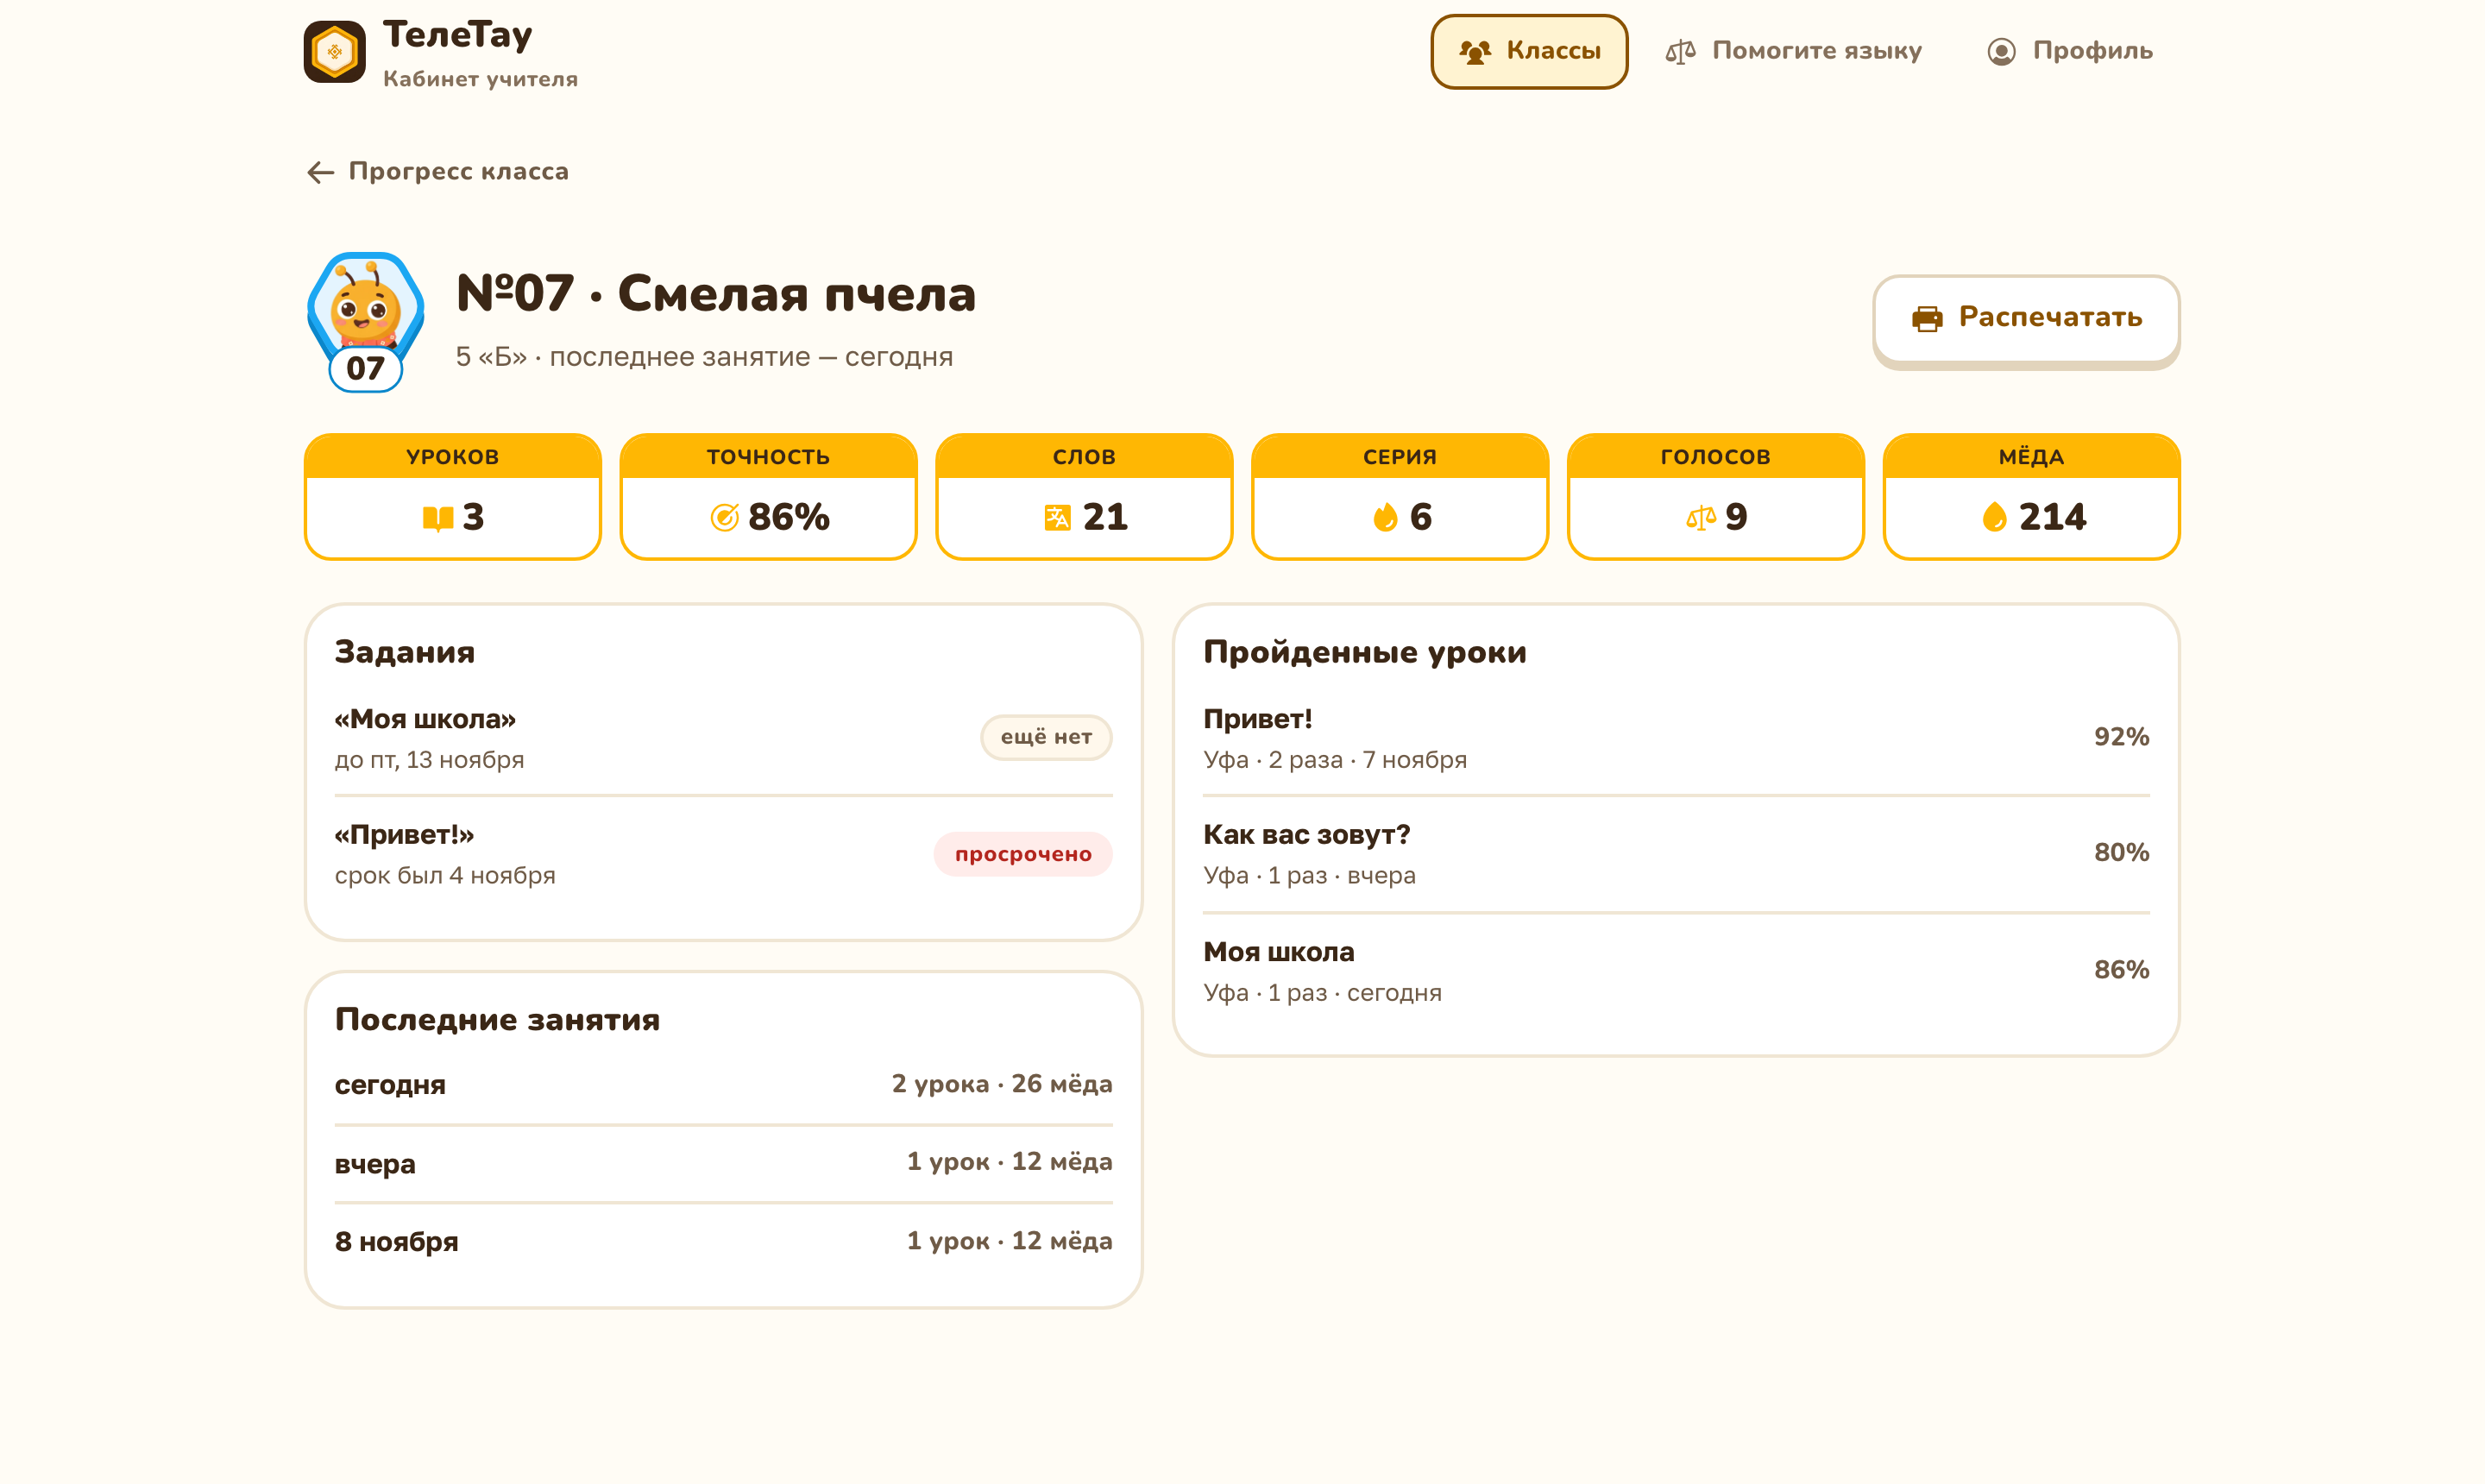 ТелеТау
Кабинет учителя
Классы
Помогите языку
Профиль
Прогресс класса
07
№07 · Смелая пчела
5 «Б» · последнее занятие — сегодня
Распечатать
УРОКОВ
3
ТОЧНОСТЬ
86%
СЛОВ
21
СЕРИЯ
6
ГОЛОСОВ
9
МЁДА
214
Задания
«Моя школа»
до пт, 13 ноября
ещё нет
«Привет!»
срок был 4 ноября
просрочено
Последние занятия
сегодня
2 урока · 26 мёда
вчера
1 урок · 12 мёда
8 ноября
1 урок · 12 мёда
Пройденные уроки
Привет!
Уфа · 2 раза · 7 ноября
92%
Как вас зовут?
Уфа · 1 раз · вчера
80%
Моя школа
Уфа · 1 раз · сегодня
86%